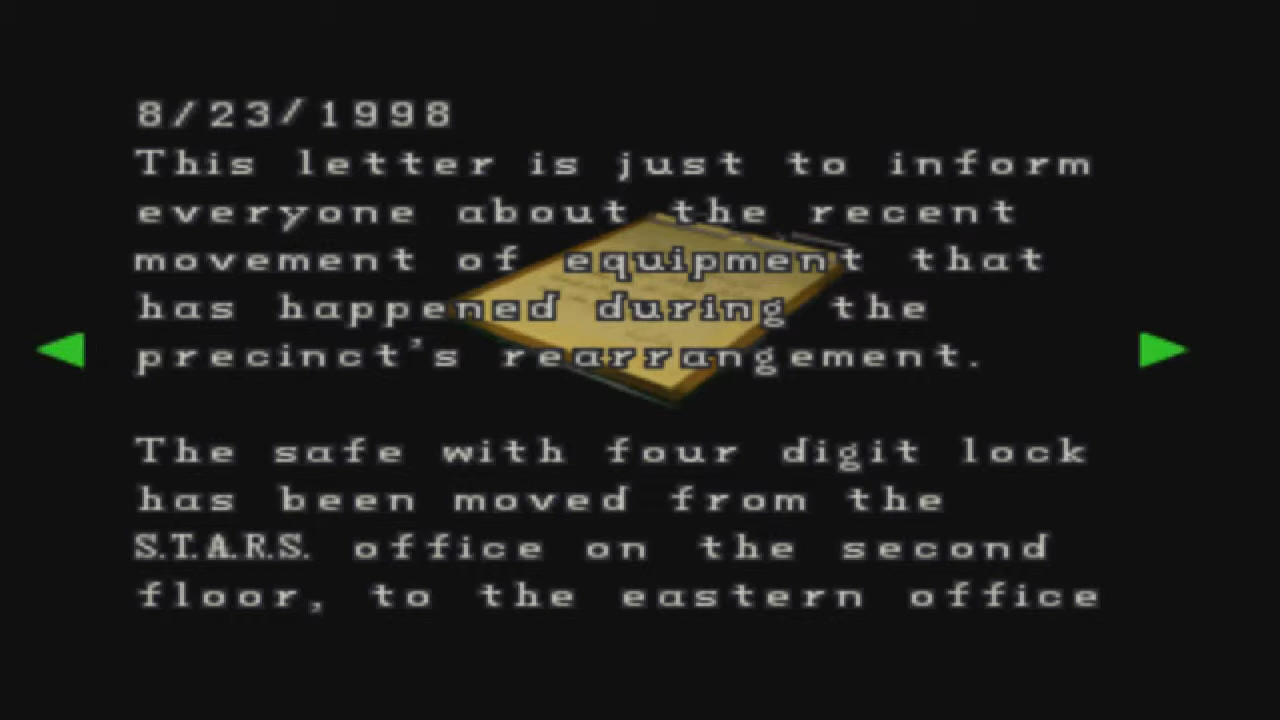 8/23/1998
This letter is just to inform
everyone about the recent
movement of equipment that
has happened during the
precinct's rearrangement.
The safe with four digit lock
has been moved from the
S.T.A.R.S. office on the second
floor, to the eastern office